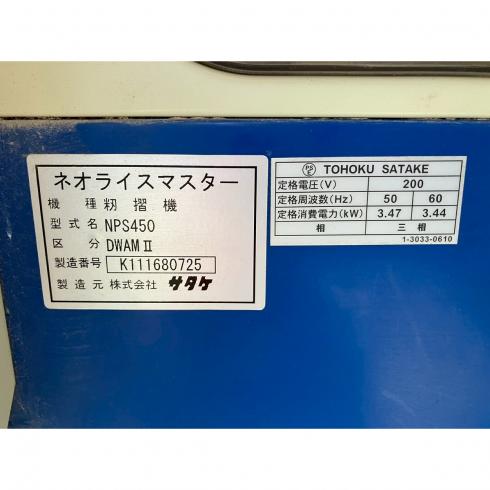 ネオライスマスター
機種 籾摺機
型式名 NPS450
区分 DWAMⅡ
製造番号 K111680725
製造元 株式会社 サタケ
PSE TOHOKU SATAKE
定格電圧(V) 200
定格周波数(Hz) 50 60
定格消費電力(kW) 3.47 3.44
相 三相
1-3033-0610